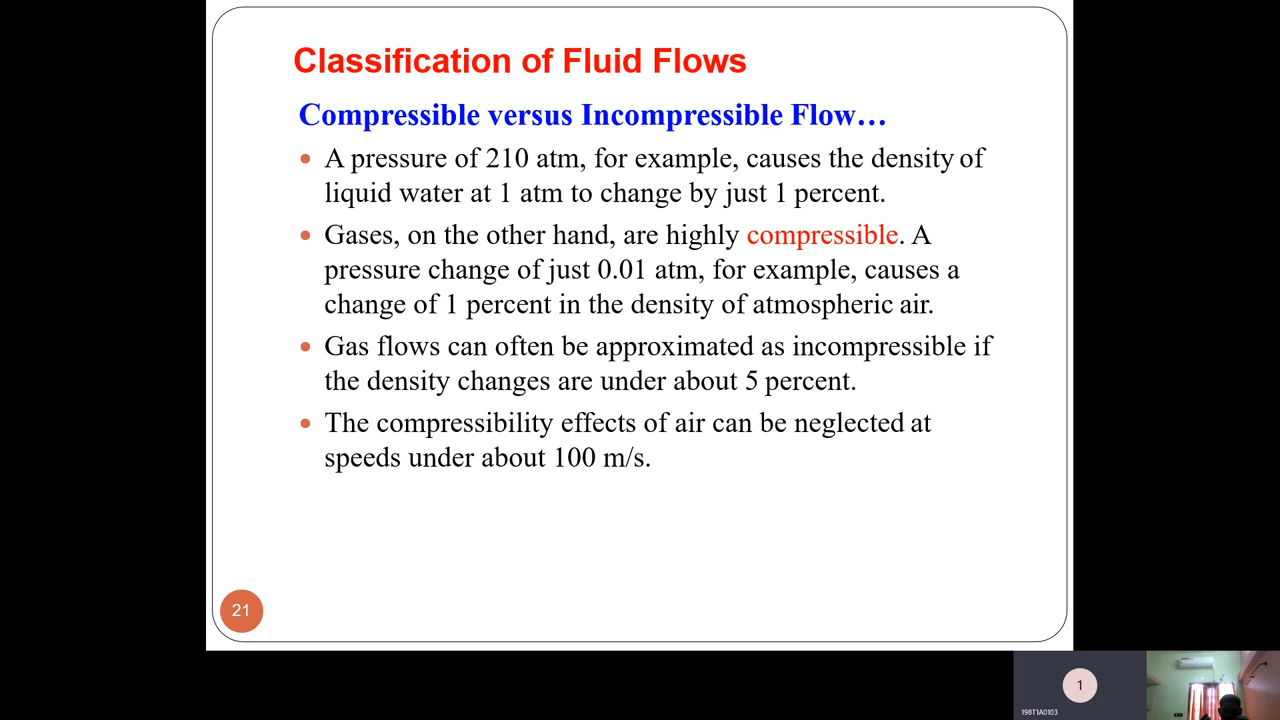 Classification of Fluid Flows
Compressible versus Incompressible Flow…
• A pressure of 210 atm, for example, causes the density of
liquid water at 1 atm to change by just 1 percent.
• Gases, on the other hand, are highly compressible. A
pressure change of just 0.01 atm, for example, causes a
change of 1 percent in the density of atmospheric air.
• Gas flows can often be approximated as incompressible if
the density changes are under about 5 percent.
• The compressibility effects of air can be neglected at
speeds under about 100 m/s.
21
1
198T1A0103